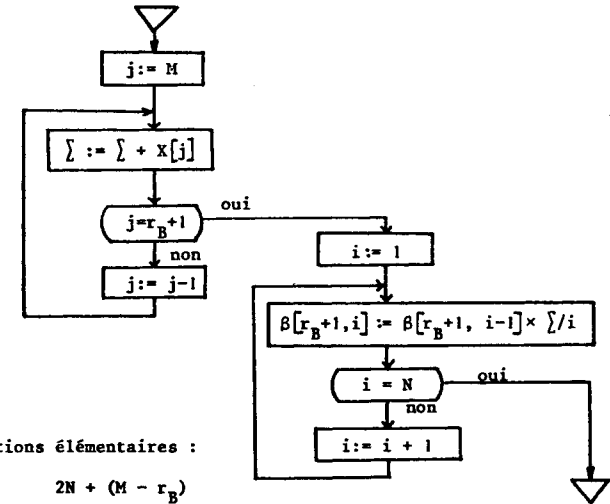 j:= M
∑ := ∑ + X[j]
j=r_B+1
oui
non
j:= j-1
i:= 1
β[r_B+1,i] := β[r_B+1, i-1]× ∑/i
i = N
oui
non
i:= i + 1
tions élémentaires :
2N + (M - r_B)